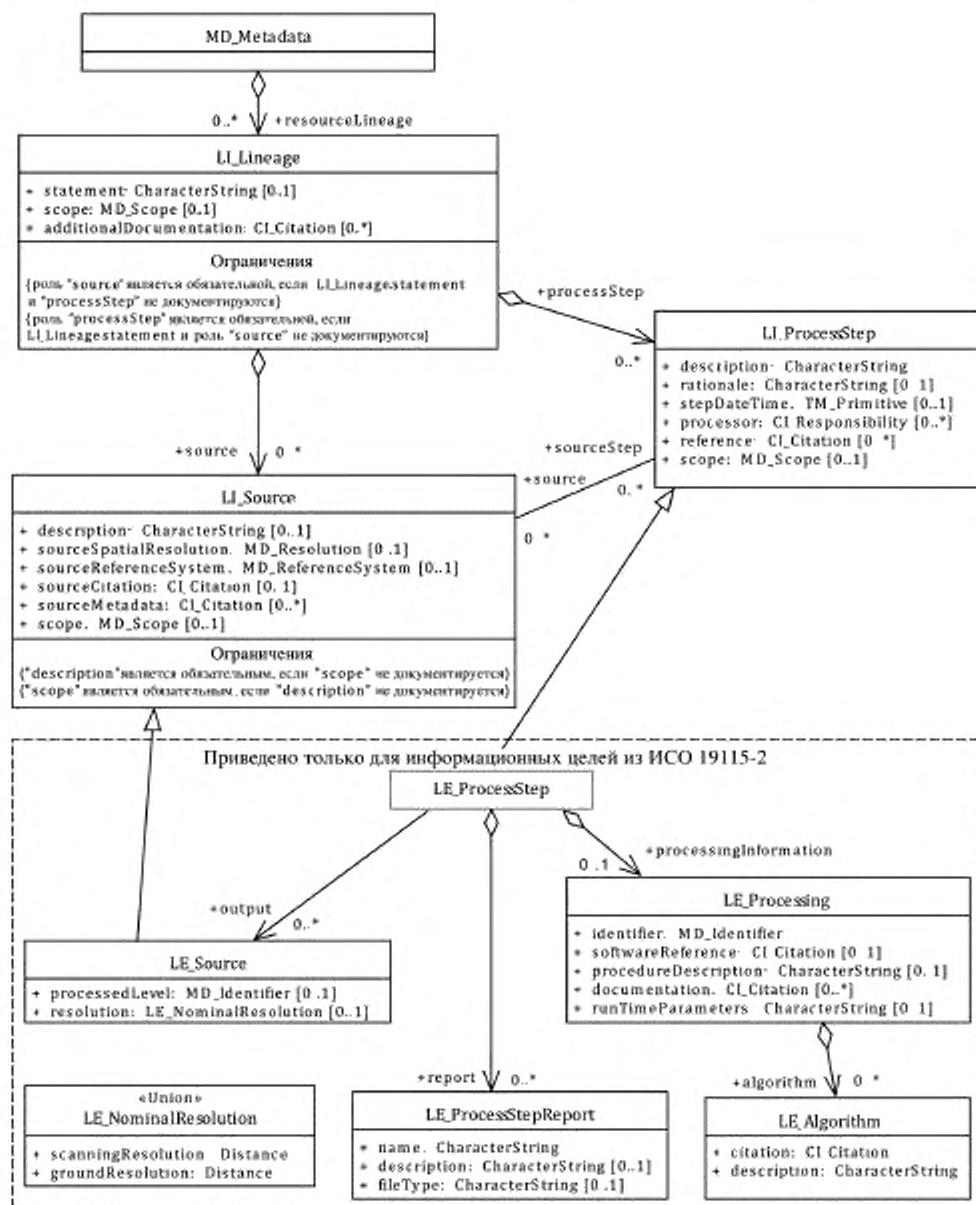 MD_Metadata
0..* +resourceLineage
LI_Lineage
+ statement: CharacterString [0..1]
+ scope: MD_Scope [0..1]
+ additionalDocumentation: CI_Citation [0..*]
Ограничения
{роль "source" является обязательной, если LI_Lineage.statement
и "processStep" не документируются}
{роль "processStep" является обязательней, если
LI_Lineage.statement и роль "source" не документируются}
+processStep
0..*
LI_ProcessStep
+ description: CharacterString
+ rationale: CharacterString [0..1]
+ stepDateTime: TM_Primitive [0..1]
+ processor: CI_Responsibility [0..*]
+ reference: CI_Citation [0..*]
+ scope: MD_Scope [0..1]
+source 0..*
+sourceStep
0..*
+source
0..*
LI_Source
+ description: CharacterString [0..1]
+ sourceSpatialResolution: MD_Resolution [0..1]
+ sourceReferenceSystem: MD_ReferenceSystem [0..1]
+ sourceCitation: CI_Citation [0..1]
+ sourceMetadata: CI_Citation [0..*]
+ scope: MD_Scope [0..1]
Ограничения
{"description" является обязательным, если "scope" не документируется}
{"scope" является обязательным, если "description" не документируется}
Приведено только для информационных целей из ИСО 19115-2
LE_ProcessStep
+processingInformation
0..1
+output
0..*
LE_Processing
+ identifier: MD_Identifier
+ softwareReference: CI_Citation [0..1]
+ procedureDescription: CharacterString [0..1]
+ documentation: CI_Citation [0..*]
+ runTimeParameters: CharacterString [0..1]
LE_Source
+ processedLevel: MD_Identifier [0..1]
+ resolution: LE_NominalResolution [0..1]
+report 0..*
+algorithm 0..*
«Union»
LE_NominalResolution
+ scanningResolution: Distance
+ groundResolution: Distance
LE_ProcessStepReport
+ name: CharacterString
+ description: CharacterString [0..1]
+ fileType: CharacterString [0..1]
LE_Algorithm
+ citation: CI_Citation
+ description: CharacterString